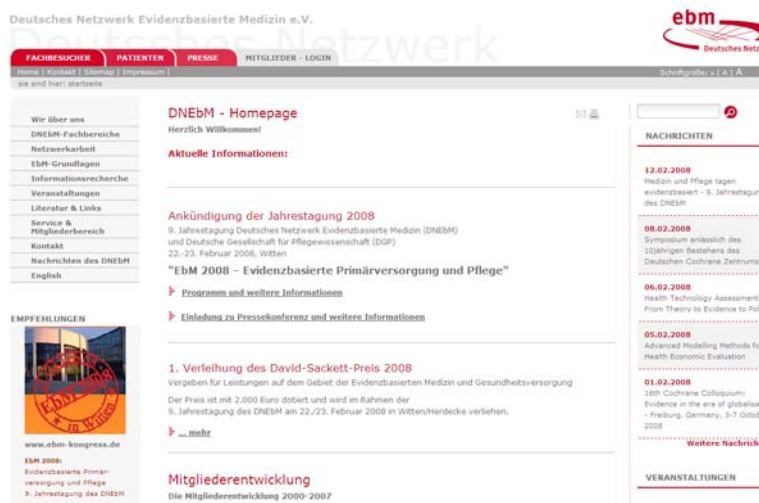 Deutsches Netzwerk Evidenzbasierte Medizin e.V.
ebm
Deutsches Netz
FACHBESUCHER PATIENTEN PRESSE MITGLIEDER - LOGIN
Home | Kontakt | Sitemap | Impressum |
Schriftgröße: a | A | A
sie sind hier: startseite
Wir über uns
DNEbM-Fachbereiche
Netzwerkarbeit
EbM-Grundlagen
Informationsrecherche
Veranstaltungen
Literatur & Links
Service &
Mitgliederbereich
Kontakt
Nachrichten des DNEbM
English
EMPFEHLUNGEN
EbM 2008
in Witten
www.ebm-kongress.de
EbM 2008:
Evidenzbasierte Primär-
versorgung und Pflege
9. Jahrestagung des DNEbM
DNEbM - Homepage
Herzlich Willkommen!
Aktuelle Informationen:
Ankündigung der Jahrestagung 2008
9. Jahrestagung Deutsches Netzwerk Evidenzbasierte Medizin (DNEbM)
und Deutsche Gesellschaft für Pflegewissenschaft (DGP)
22.-23. Februar 2008, Witten
"EbM 2008 – Evidenzbasierte Primärversorgung und Pflege"
Programm und weitere Informationen
Einladung zu Pressekonferenz und weitere Informationen
1. Verleihung des David-Sackett-Preis 2008
Vergeben für Leistungen auf dem Gebiet der Evidenzbasierten Medizin und Gesundheitsversorgung
Der Preis ist mit 2.000 Euro dotiert und wird im Rahmen der
9. Jahrestagung des DNEbM am 22./23. Februar 2008 in Witten/Herdecke verliehen.
... mehr
Mitgliederentwicklung
Die Mitgliederentwicklung 2000-2007
NACHRICHTEN
12.02.2008
Medizin und Pflege tagen
evidenzbasiert - 9. Jahrestagun
des DNEbM
08.02.2008
Symposium anlässlich des
10jährigen Bestehens des
Deutschen Cochrane Zentrums
06.02.2008
Health Technology Assessment
From Theory to Evidence to Pol
05.02.2008
Advanced Modelling Methods fo
Health Economic Evaluation
01.02.2008
16th Cochrane Colloquium:
Evidence in the era of globalisa
- Freiburg, Germany, 3-7 Octob
2008
Weitere Nachrich
VERANSTALTUNGEN